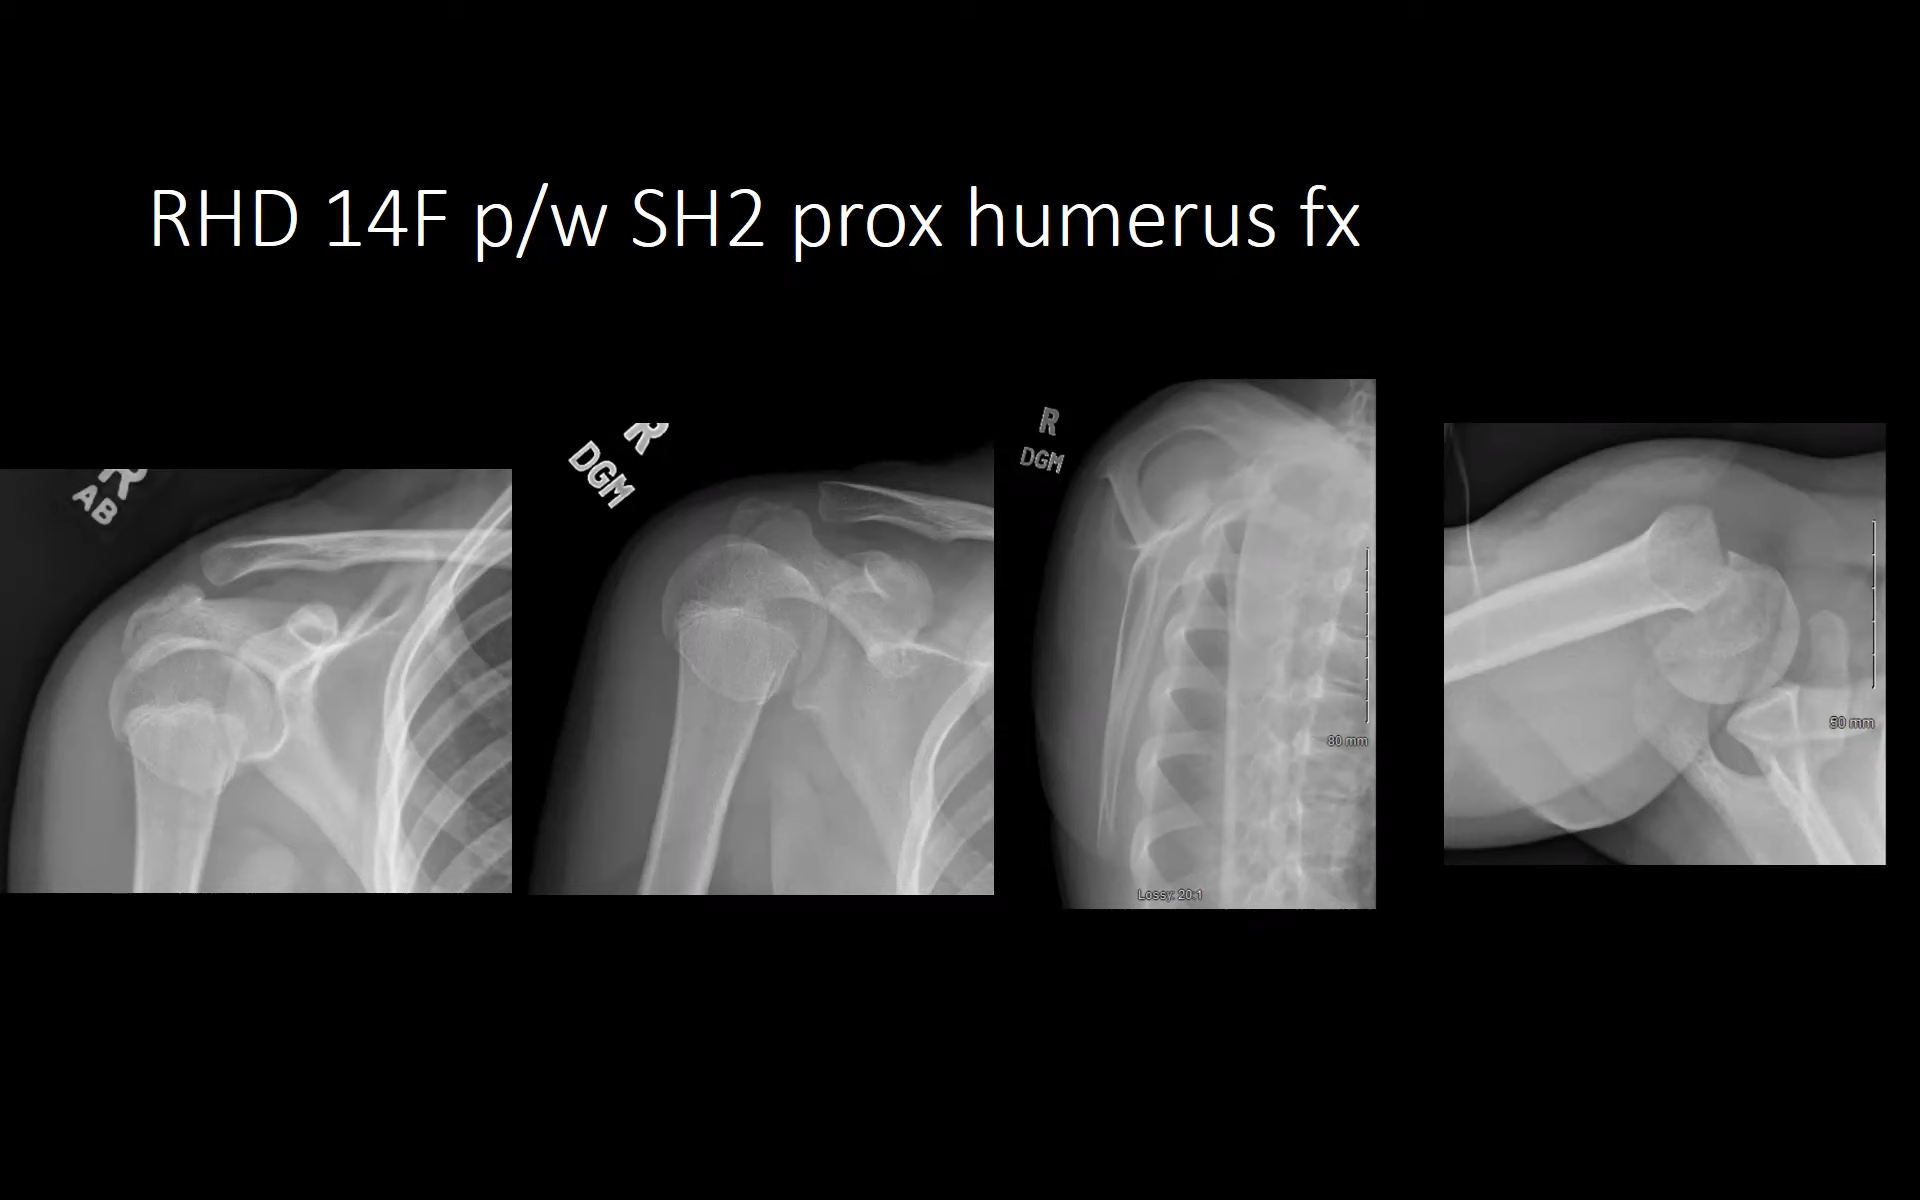 RHD 14F p/w SH2 prox humerus fx
R
AB
R
DGM
R
DGM
80 mm
Lossy: 20:1
50 mm